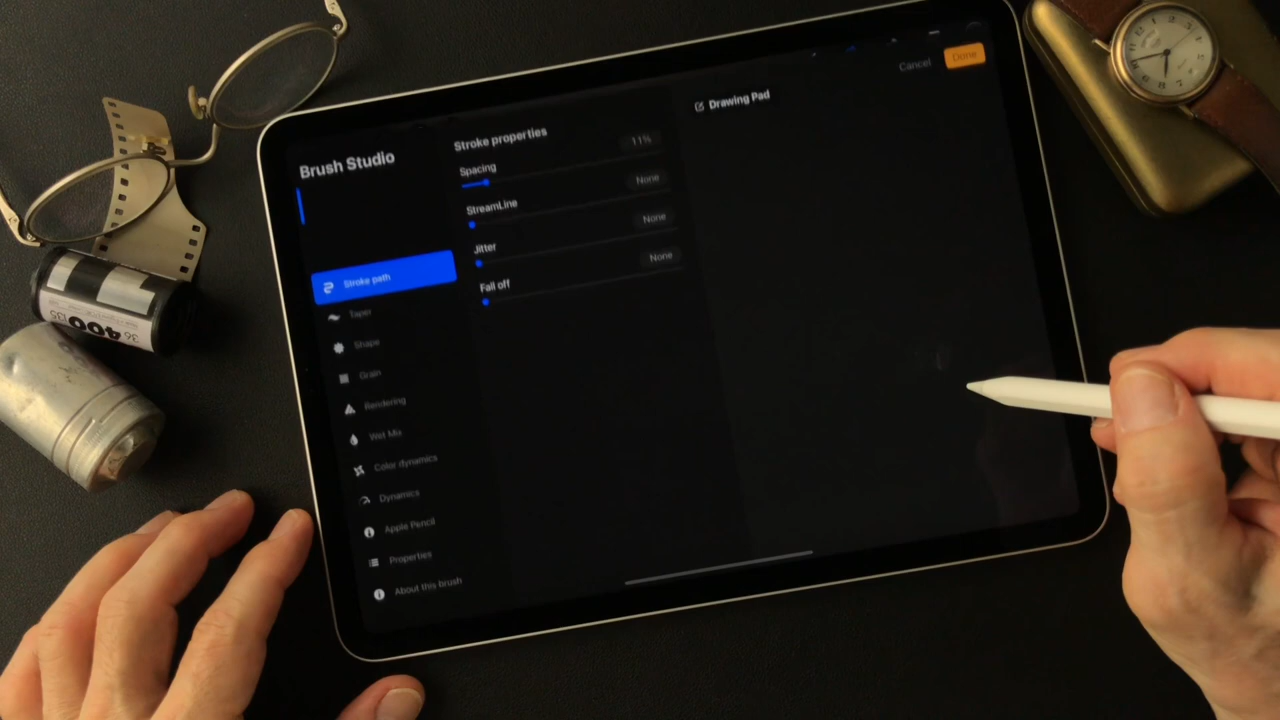 Brush Studio
Stroke path
Taper
Shape
Grain
Rendering
Wet Mix
Color dynamics
Dynamics
Apple Pencil
Properties
About this brush
Stroke properties
Spacing
11%
StreamLine
None
Jitter
None
Fall off
None
Drawing Pad
Cancel
Done
400
36
135